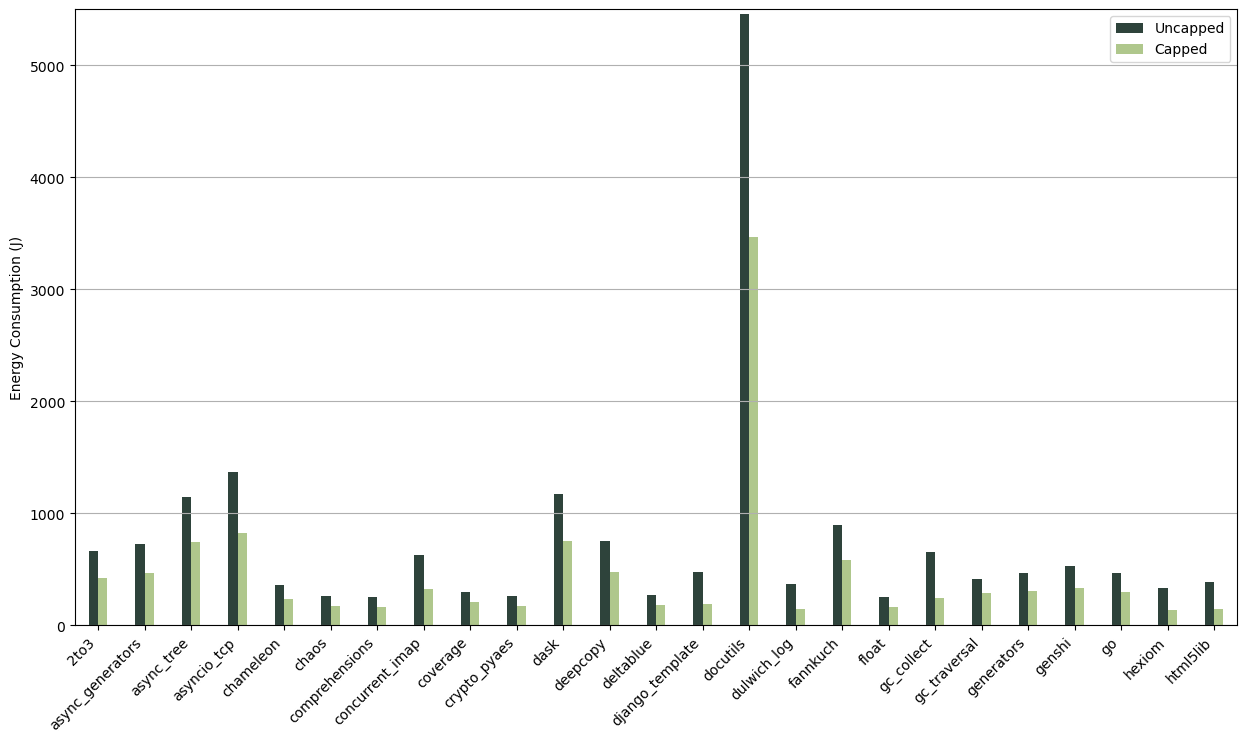 Uncapped
Capped
Energy Consumption (J)
5000
4000
3000
2000
1000
0
2to3
async_generators
async_tree
asyncio_tcp
chameleon
chaos
comprehensions
concurrent_imap
coverage
crypto_pyaes
dask
deepcopy
deltablue
django_template
docutils
dulwich_log
fannkuch
float
gc_collect
gc_traversal
generators
genshi
go
hexiom
html5lib